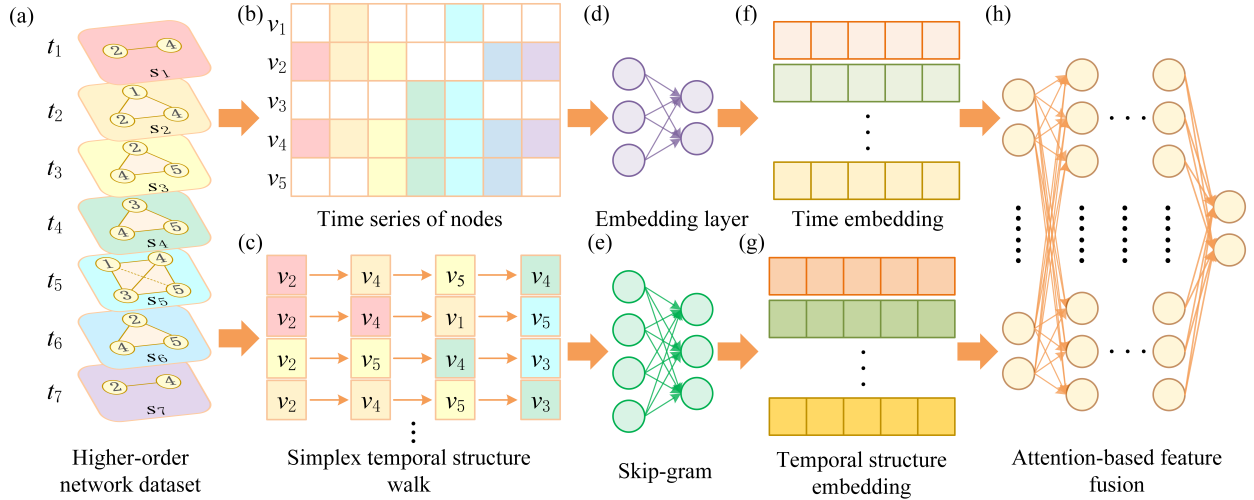 (a)
t1
2 4
s1
t2
1
2 4
s2
t3
2
4 5
s3
t4
3
4 5
s4
t5
1 4
3 5
s5
t6
2
4 5
s6
t7
2 4
s7
Higher-order
network dataset
(b)
v1
v2
v3
v4
v5
Time series of nodes
(c)
v2 v4 v5 v4
v2 v4 v1 v5
v2 v5 v4 v3
v2 v4 v5 v3
Simplex temporal structure
walk
(d)
Embedding layer
(e)
Skip-gram
(f)
Time embedding
(g)
Temporal structure
embedding
(h)
Attention-based feature
fusion